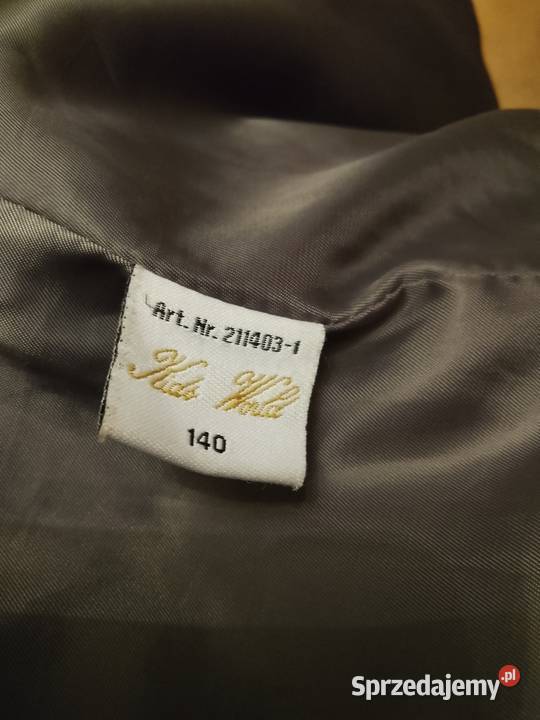 Art. Nr. 211403-1
Kids World
140
Sprzedajemy.pl